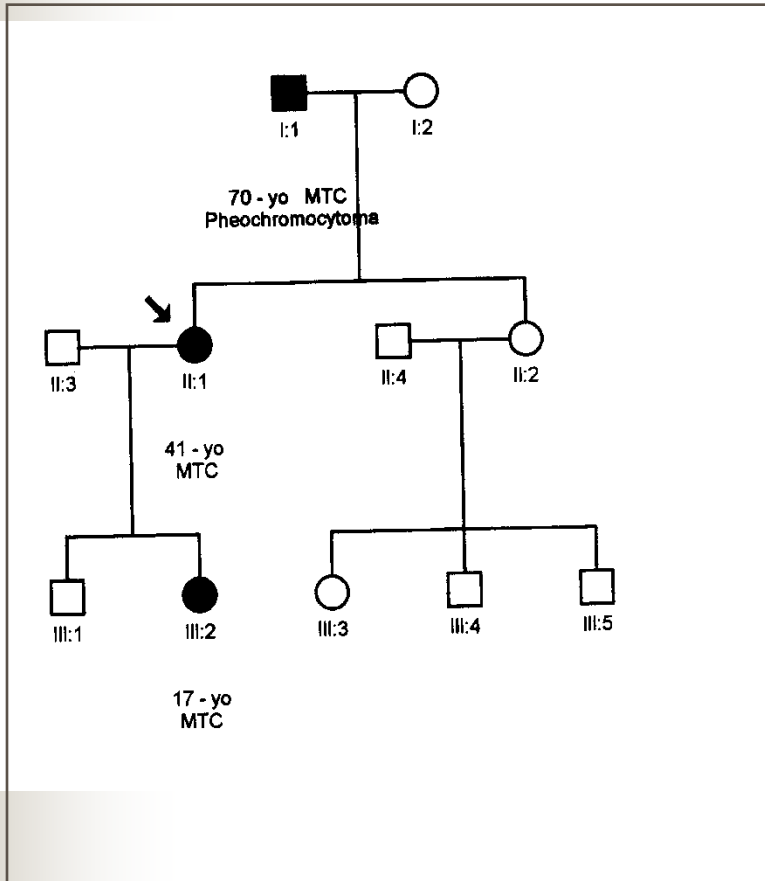 I:1
I:2
70 - yo MTC
Pheochromocytoma
II:3
II:1
II:4
II:2
41 - yo
MTC
III:1
III:2
III:3
III:4
III:5
17 - yo
MTC